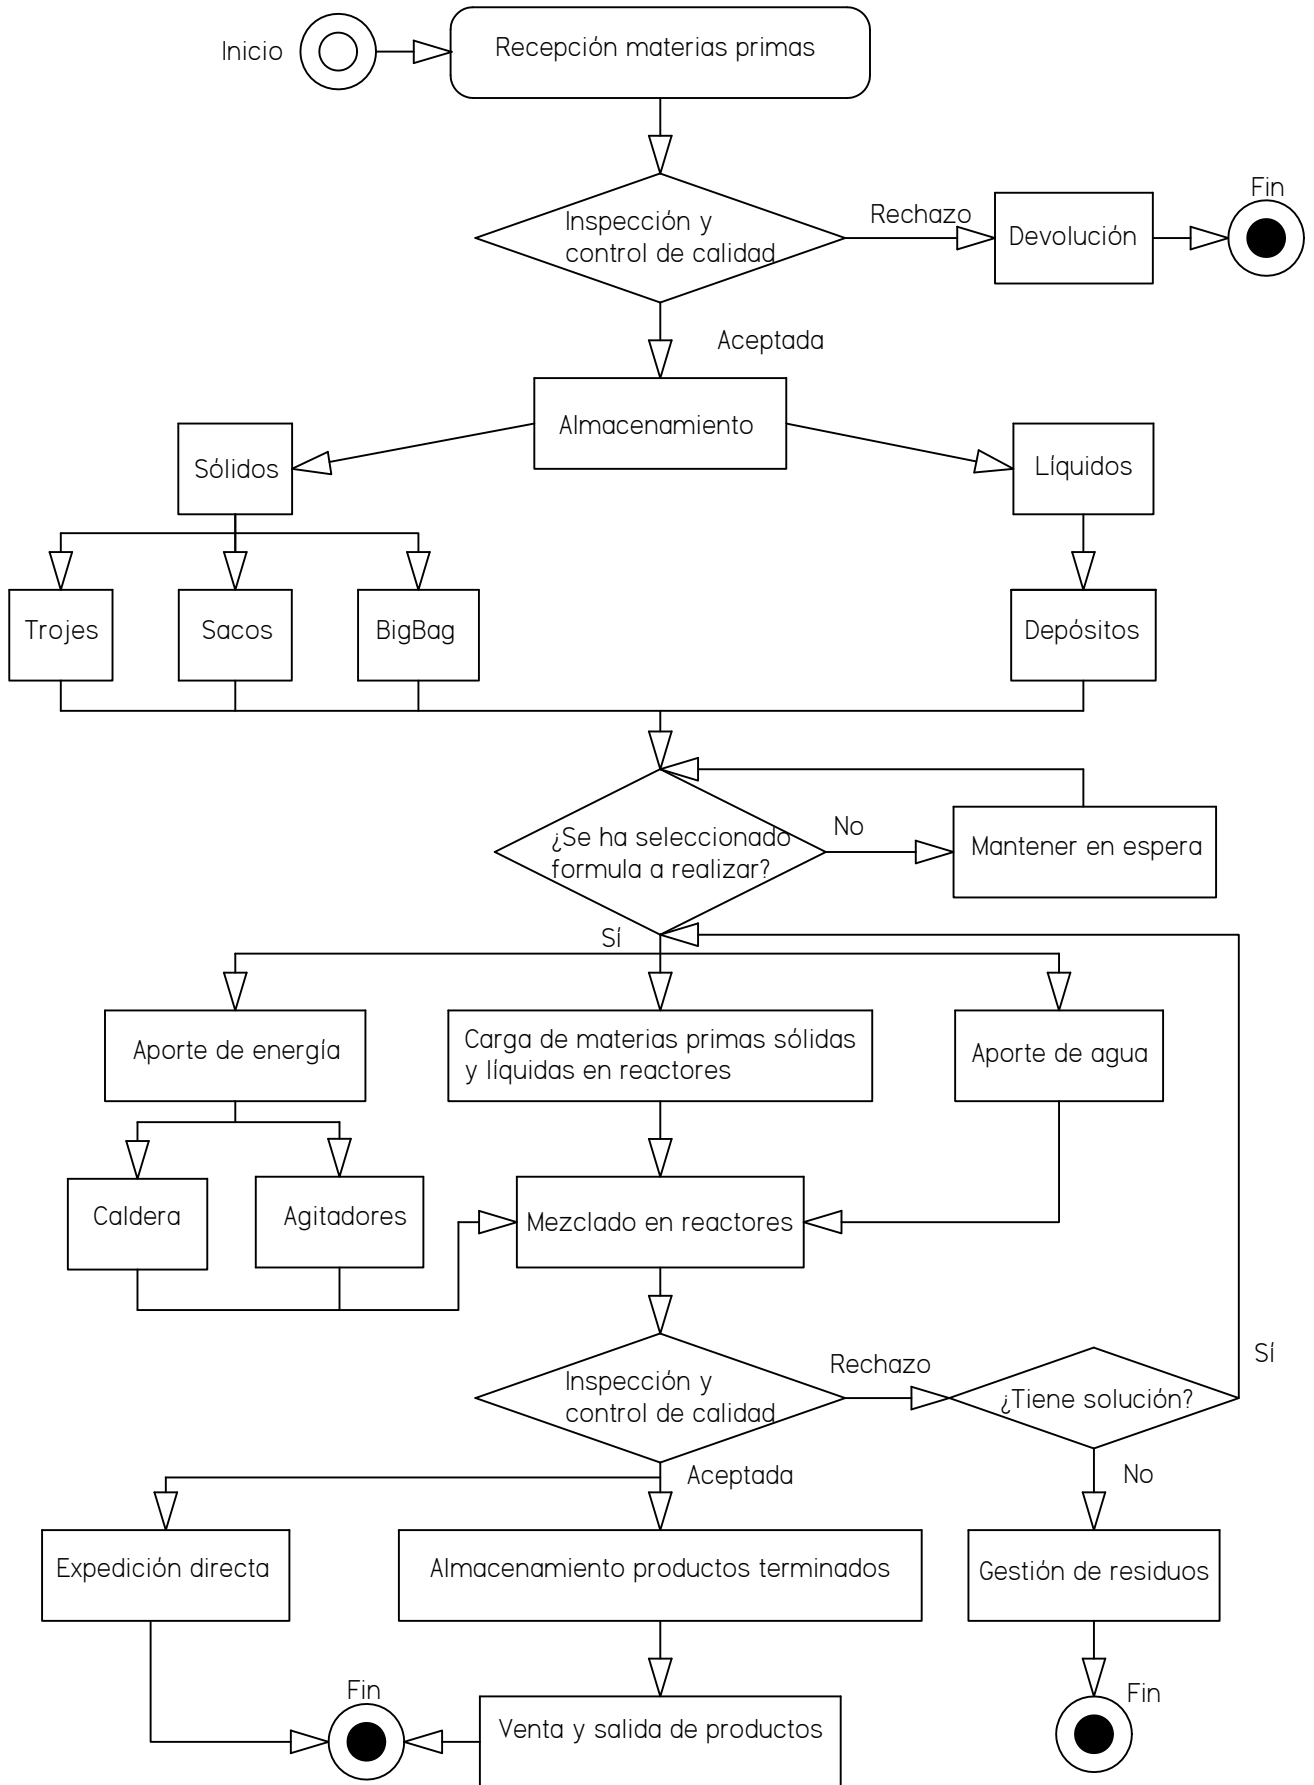 Inicio
Recepción materias primas
Inspección y
control de calidad
Rechazo
Devolución
Fin
Aceptada
Almacenamiento
Sólidos
Líquidos
Trojes
Sacos
BigBag
Depósitos
¿Se ha seleccionado
formula a realizar?
No
Mantener en espera
Sí
Aporte de energía
Carga de materias primas sólidas
y líquidas en reactores
Aporte de agua
Caldera
Agitadores
Mezclado en reactores
Inspección y
control de calidad
Rechazo
¿Tiene solución?
Sí
Aceptada
No
Expedición directa
Almacenamiento productos terminados
Gestión de residuos
Fin
Venta y salida de productos
Fin